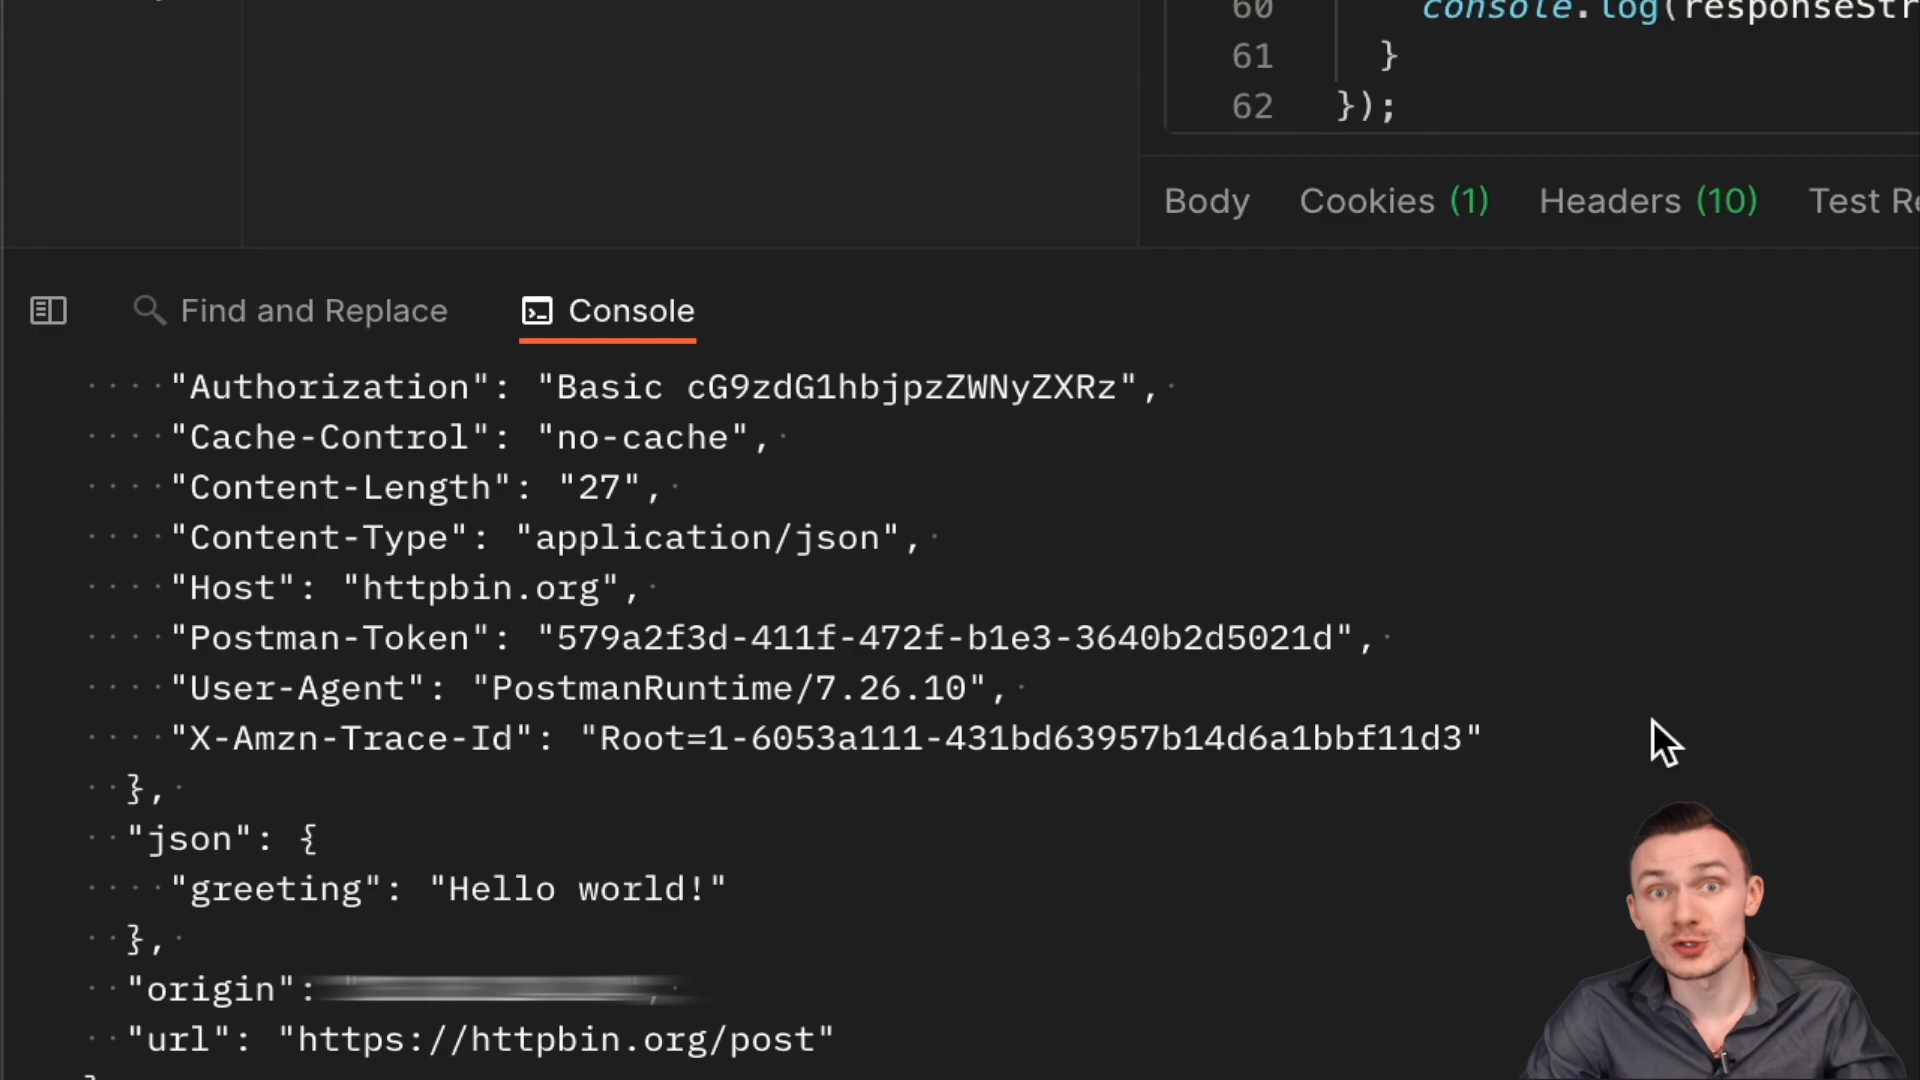 60 console.log(responseStr
61 }
62 });
Body Cookies (1) Headers (10) Test Re
Find and Replace Console
"Authorization": "Basic cG9zdG1hbjpzZWNyZXRz",
"Cache-Control": "no-cache",
"Content-Length": "27",
"Content-Type": "application/json",
"Host": "httpbin.org",
"Postman-Token": "579a2f3d-411f-472f-b1e3-3640b2d5021d",
"User-Agent": "PostmanRuntime/7.26.10",
"X-Amzn-Trace-Id": "Root=1-6053a111-431bd63957b14d6a1bbf11d3"
},
"json": {
"greeting": "Hello world!"
},
"origin":
"url": "https://httpbin.org/post"